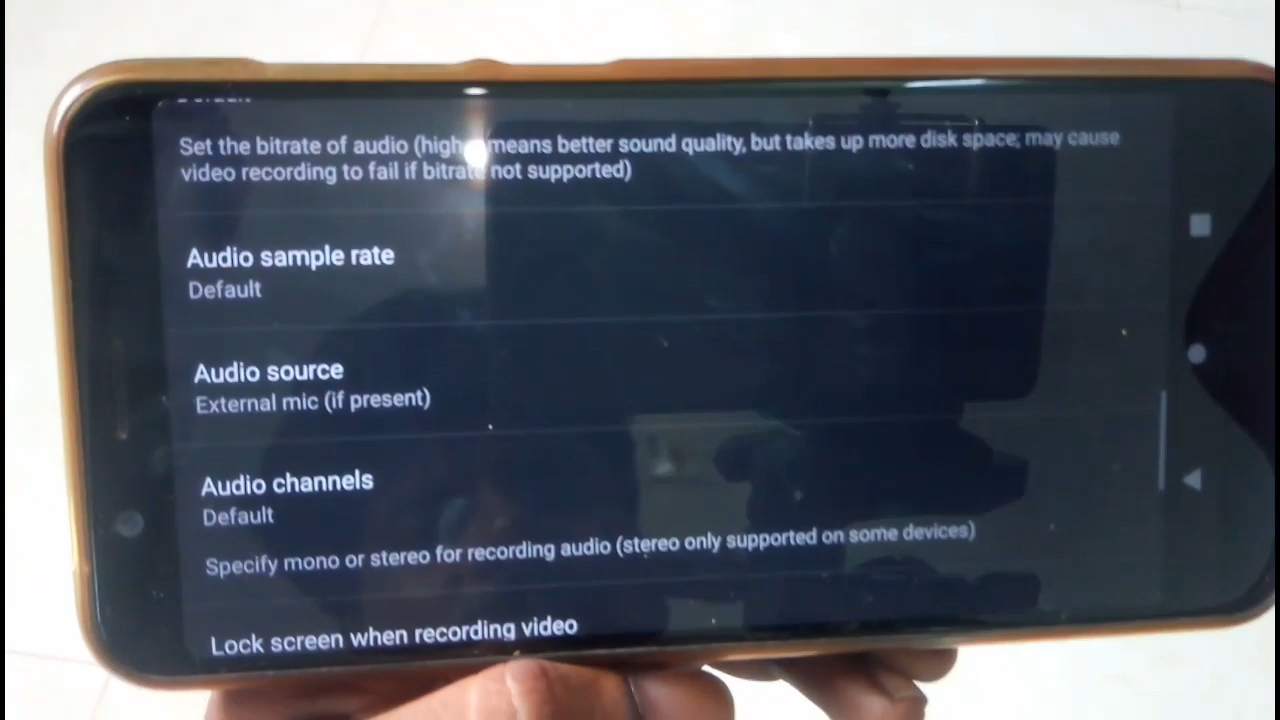 Set the bitrate of audio (high means better sound quality, but takes up more disk space; may cause
video recording to fail if bitrate not supported)
Audio sample rate
Default
Audio source
External mic (if present)
Audio channels
Default
Specify mono or stereo for recording audio (stereo only supported on some devices)
Lock screen when recording video